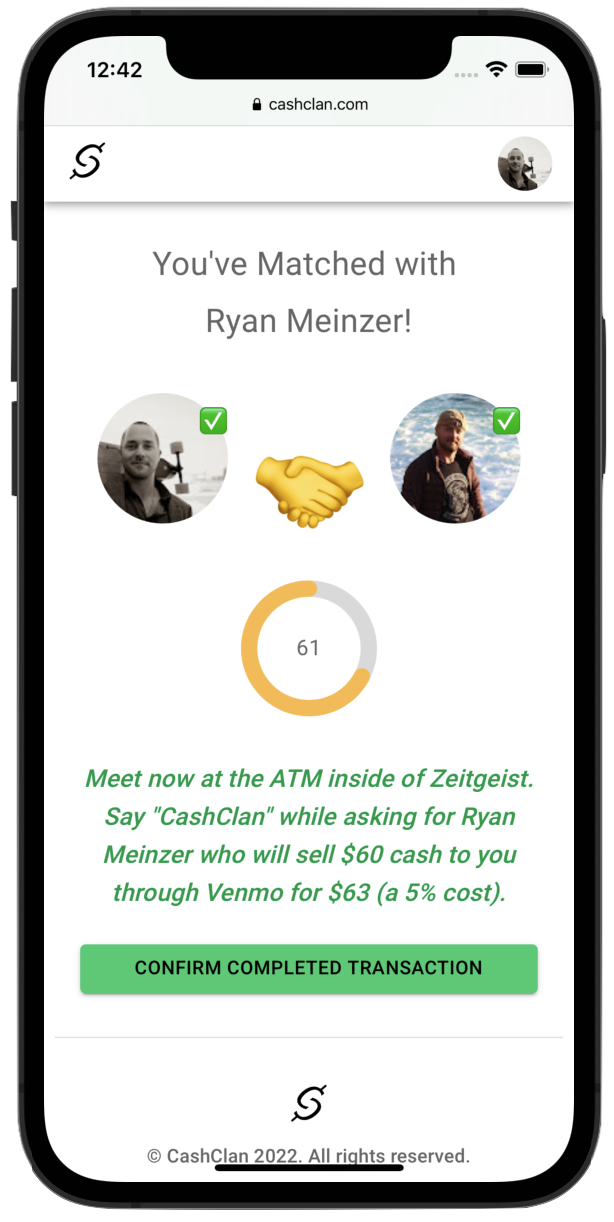 12:42
cashclan.com
You've Matched with
Ryan Meinzer!
61
Meet now at the ATM inside of Zeitgeist.
Say "CashClan" while asking for Ryan
Meinzer who will sell $60 cash to you
through Venmo for $63 (a 5% cost).
CONFIRM COMPLETED TRANSACTION
© CashClan 2022. All rights reserved.